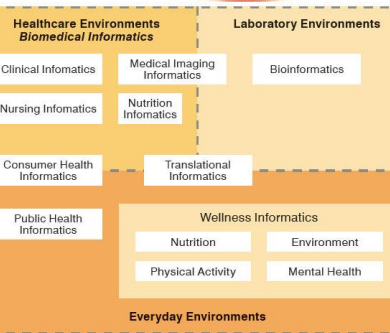 Healthcare Environments
Biomedical Informatics
Laboratory Environments
Clinical Infomatics
Medical Imaging
Informatics
Bioinformatics
Nursing Infomatics
Nutrition
Infomatics
Consumer Health
Informatics
Translational
Informatics
Public Health
Informatics
Wellness Informatics
Nutrition
Environment
Physical Activity
Mental Health
Everyday Environments